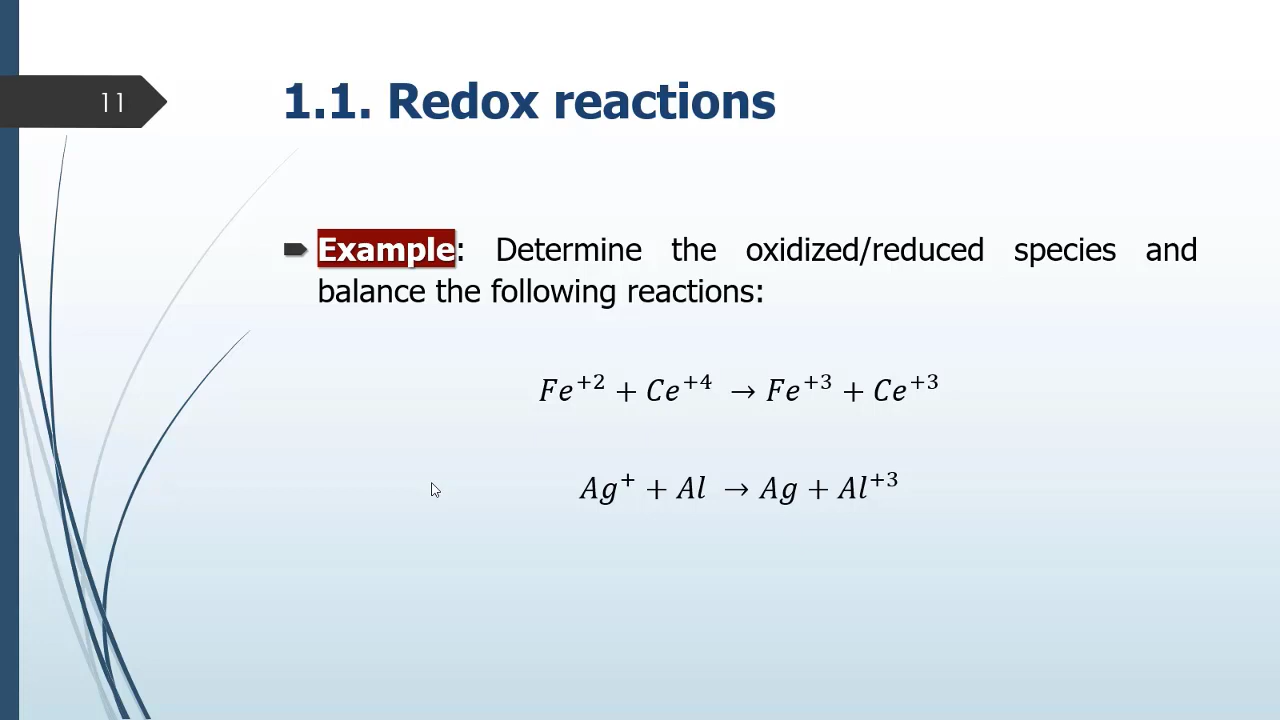 11
1.1. Redox reactions
Example: Determine the oxidized/reduced species and
balance the following reactions:
Fe⁺² + Ce⁺⁴ → Fe⁺³ + Ce⁺³
Ag⁺ + Al → Ag + Al⁺³